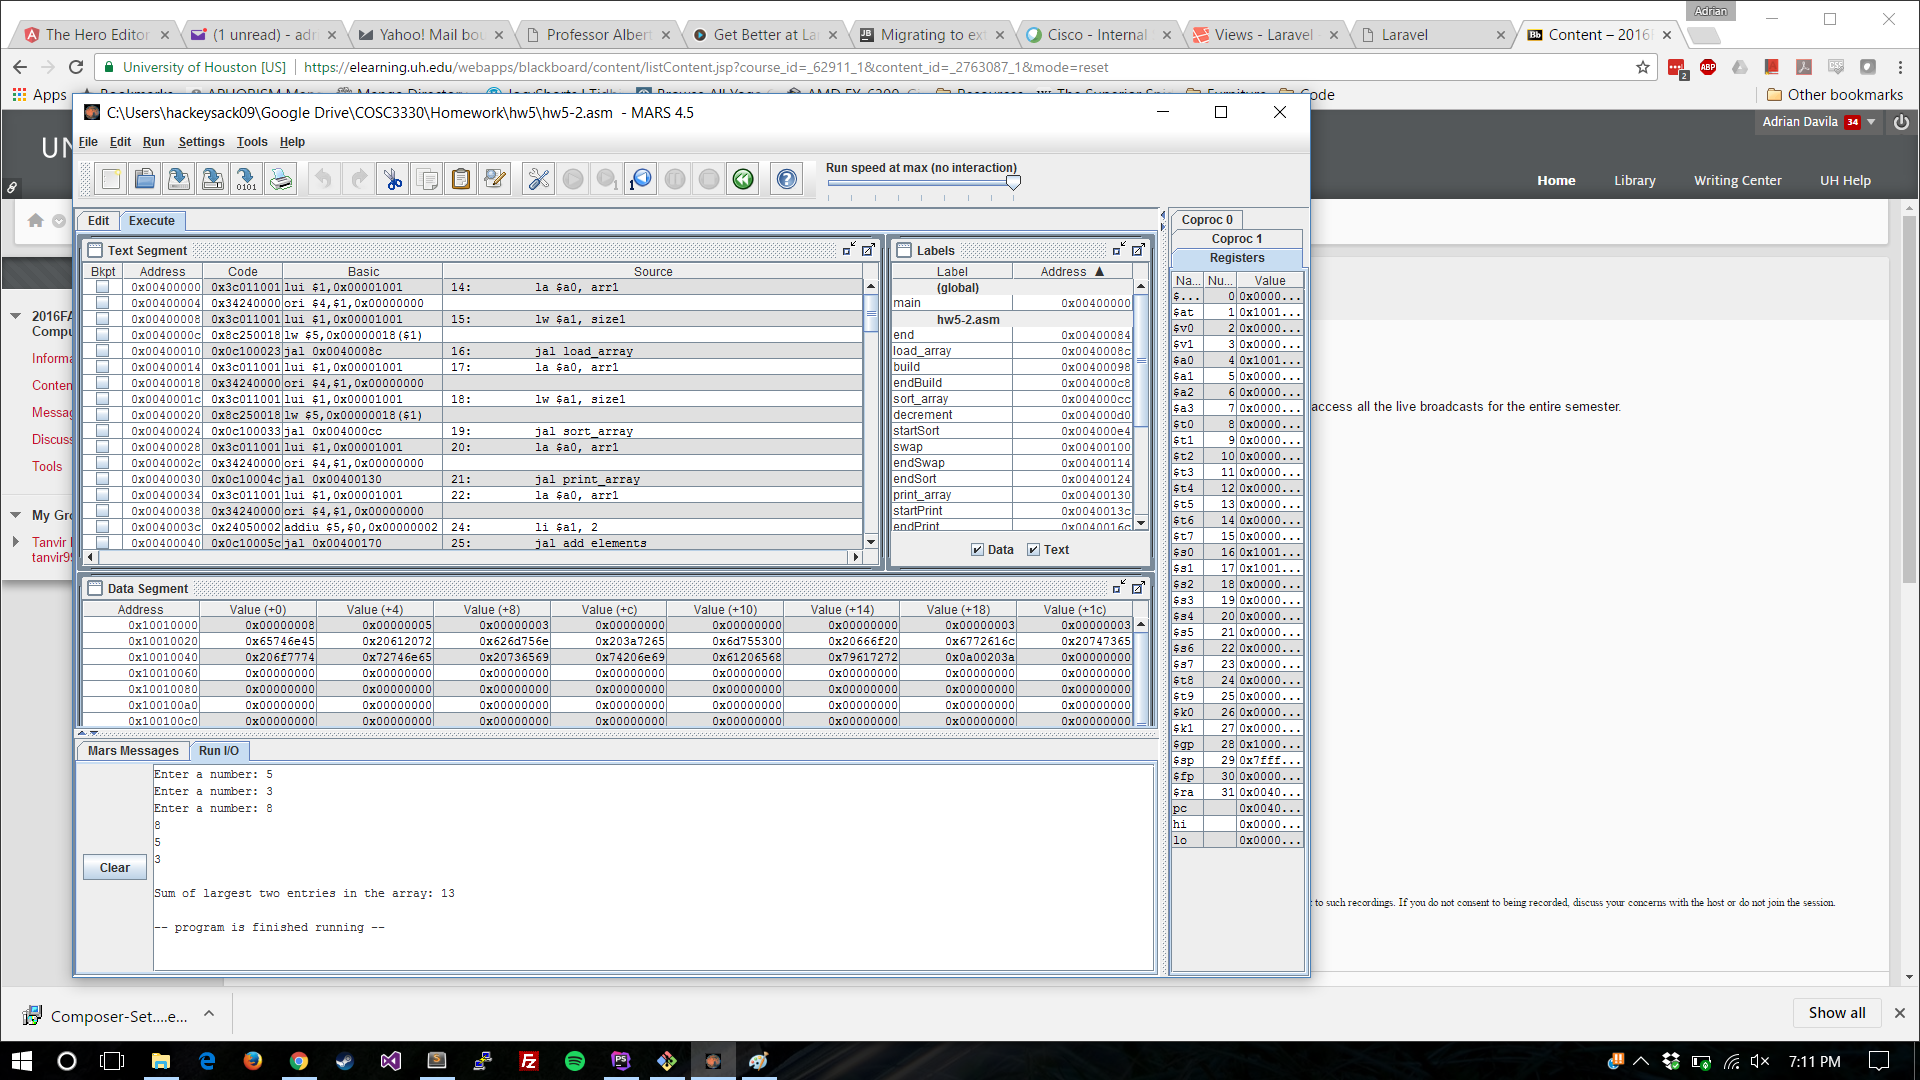 Adrian
The Hero Editor
(1 unread) - adr
Yahoo! Mail bou
Professor Albert
Get Better at La
Migrating to ext
Cisco - Internal
Views - Laravel
Laravel
Content – 2016F
University of Houston [US] https://elearning.uh.edu/webapps/blackboard/content/listContent.jsp?course_id=_62911_1&content_id=_2763087_1&mode=reset
Apps
Other bookmarks
C:\Users\hackeysack09\Google Drive\COSC3330\Homework\hw5\hw5-2.asm - MARS 4.5
Adrian Davila 34
File Edit Run Settings Tools Help
Run speed at max (no interaction)
Home Library Writing Center UH Help
Edit Execute
Text Segment
Bkpt Address Code Basic Source
0x00400000 0x3c011001 lui $1,0x00001001 14: la $a0, arr1
0x00400004 0x34240000 ori $4,$1,0x00000000
0x00400008 0x3c011001 lui $1,0x00001001 15: lw $a1, size1
0x0040000c 0x8c250018 lw $5,0x00000018($1)
0x00400010 0x0c100023 jal 0x0040008c 16: jal load_array
0x00400014 0x3c011001 lui $1,0x00001001 17: la $a0, arr1
0x00400018 0x34240000 ori $4,$1,0x00000000
0x0040001c 0x3c011001 lui $1,0x00001001 18: lw $a1, size1
0x00400020 0x8c250018 lw $5,0x00000018($1)
0x00400024 0x0c100033 jal 0x004000cc 19: jal sort_array
0x00400028 0x3c011001 lui $1,0x00001001 20: la $a0, arr1
0x0040002c 0x34240000 ori $4,$1,0x00000000
0x00400030 0x0c10004c jal 0x00400130 21: jal print_array
0x00400034 0x3c011001 lui $1,0x00001001 22: la $a0, arr1
0x00400038 0x34240000 ori $4,$1,0x00000000
0x0040003c 0x24050002 addiu $5,$0,0x00000002 24: li $a1, 2
0x00400040 0x0c10005c jal 0x00400170 25: jal add_elements
Labels
Label Address ▲
(global)
main 0x00400000
hw5-2.asm
end 0x00400084
load_array 0x0040008c
build 0x00400098
endBuild 0x004000c8
sort_array 0x004000cc
decrement 0x004000d0
startSort 0x004000e4
swap 0x00400100
endSwap 0x00400114
endSort 0x00400124
print_array 0x00400130
startPrint 0x0040013c
endPrint 0x0040016c
Data Text
Data Segment
Address Value (+0) Value (+4) Value (+8) Value (+c) Value (+10) Value (+14) Value (+18) Value (+1c)
0x10010000 0x00000008 0x00000005 0x00000003 0x00000000 0x00000000 0x00000000 0x00000003 0x00000003
0x10010020 0x65746e45 0x20612072 0x626d756e 0x203a7265 0x6d755300 0x20666f20 0x6772616c 0x20747365
0x10010040 0x206f7774 0x72746e65 0x20736569 0x74206e69 0x61206568 0x79617272 0x0a00203a 0x00000000
0x10010060 0x00000000 0x00000000 0x00000000 0x00000000 0x00000000 0x00000000 0x00000000 0x00000000
0x10010080 0x00000000 0x00000000 0x00000000 0x00000000 0x00000000 0x00000000 0x00000000 0x00000000
0x100100a0 0x00000000 0x00000000 0x00000000 0x00000000 0x00000000 0x00000000 0x00000000 0x00000000
0x100100c0 0x00000000 0x00000000 0x00000000 0x00000000 0x00000000 0x00000000 0x00000000 0x00000000
Mars Messages Run I/O
Enter a number: 5
Enter a number: 3
Enter a number: 8
8
5
3
Clear
Sum of largest two entries in the array: 13
-- program is finished running --
Coproc 0
Coproc 1
Registers
Na... Nu... Value
$... 0 0x0000...
$at 1 0x1001...
$v0 2 0x0000...
$v1 3 0x0000...
$a0 4 0x1001...
$a1 5 0x0000...
$a2 6 0x0000...
$a3 7 0x0000...
$t0 8 0x0000...
$t1 9 0x0000...
$t2 10 0x0000...
$t3 11 0x0000...
$t4 12 0x0000...
$t5 13 0x0000...
$t6 14 0x0000...
$t7 15 0x0000...
$s0 16 0x1001...
$s1 17 0x1001...
$s2 18 0x0000...
$s3 19 0x0000...
$s4 20 0x0000...
$s5 21 0x0000...
$s6 22 0x0000...
$s7 23 0x0000...
$t8 24 0x0000...
$t9 25 0x0000...
$k0 26 0x0000...
$k1 27 0x0000...
$gp 28 0x1000...
$sp 29 0x7fff...
$fp 30 0x0000...
$ra 31 0x0040...
pc 0x0040...
hi 0x0000...
lo 0x0000...
2016FA
Compu
Informa
Conten
Messag
Discus
Tools
My Gro
Tanvir
tanvir99
access all the live broadcasts for the entire semester.
to such recordings. If you do not consent to being recorded, discuss your concerns with the host or do not join the session.
Composer-Set....e...
Show all
7:11 PM